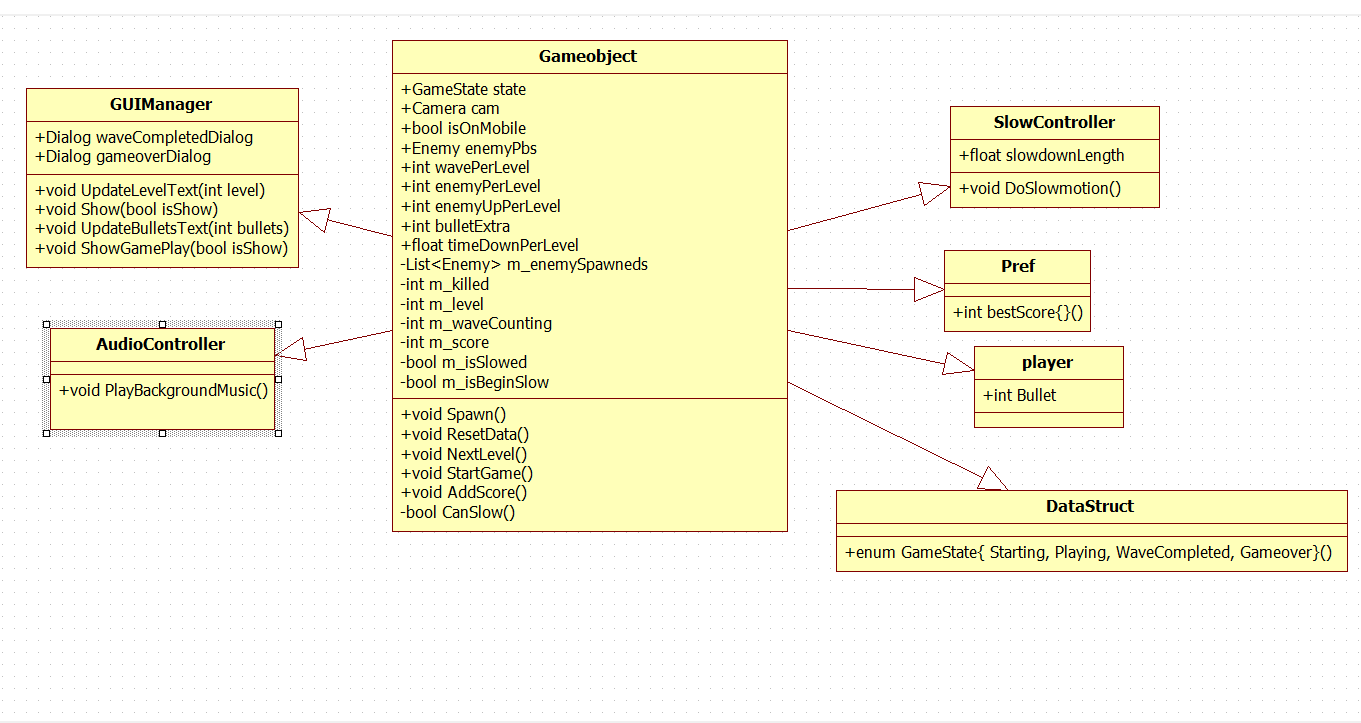 Gameobject
+GameState state
+Camera cam
+bool isOnMobile
+Enemy enemyPbs
+int wavePerLevel
+int enemyPerLevel
+int enemyUpPerLevel
+int bulletExtra
+float timeDownPerLevel
-List<Enemy> m_enemySpawneds
-int m_killed
-int m_level
-int m_waveCounting
-int m_score
-bool m_isSlowed
-bool m_isBeginSlow
+void Spawn()
+void ResetData()
+void NextLevel()
+void StartGame()
+void AddScore()
-bool CanSlow()
GUIManager
+Dialog waveCompletedDialog
+Dialog gameoverDialog
+void UpdateLevelText(int level)
+void Show(bool isShow)
+void UpdateBulletsText(int bullets)
+void ShowGamePlay(bool isShow)
AudioController
+void PlayBackgroundMusic()
SlowController
+float slowdownLength
+void DoSlowmotion()
Pref
+int bestScore{}()
player
+int Bullet
DataStruct
+enum GameState{ Starting, Playing, WaveCompleted, Gameover}()